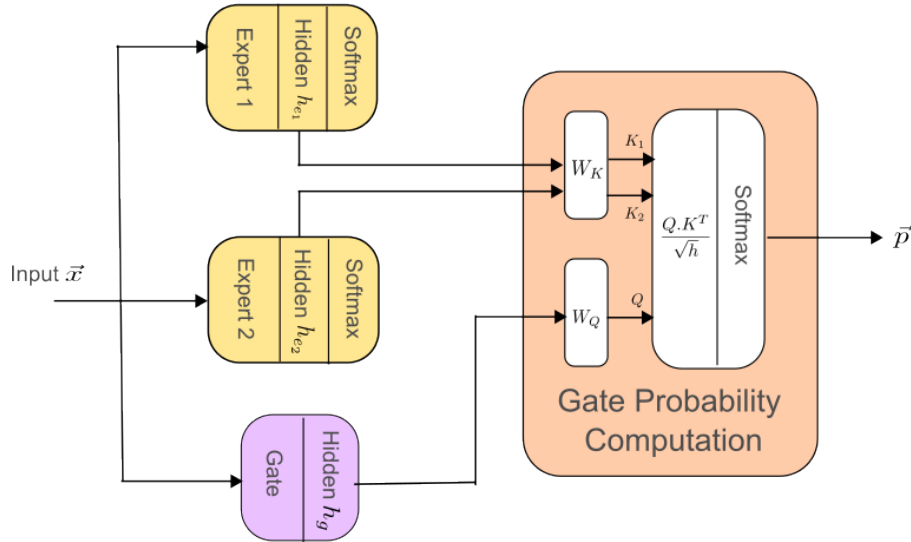 Input $\vec{x}$
Expert 1
Hidden $h_{e_1}$
Softmax
Expert 2
Hidden $h_{e_2}$
Softmax
Gate
Hidden $h_g$
$W_K$
$K_1$
$K_2$
$W_Q$
$Q$
$\frac{Q.K^T}{\sqrt{h}}$
Softmax
Gate Probability
Computation
$\vec{p}$